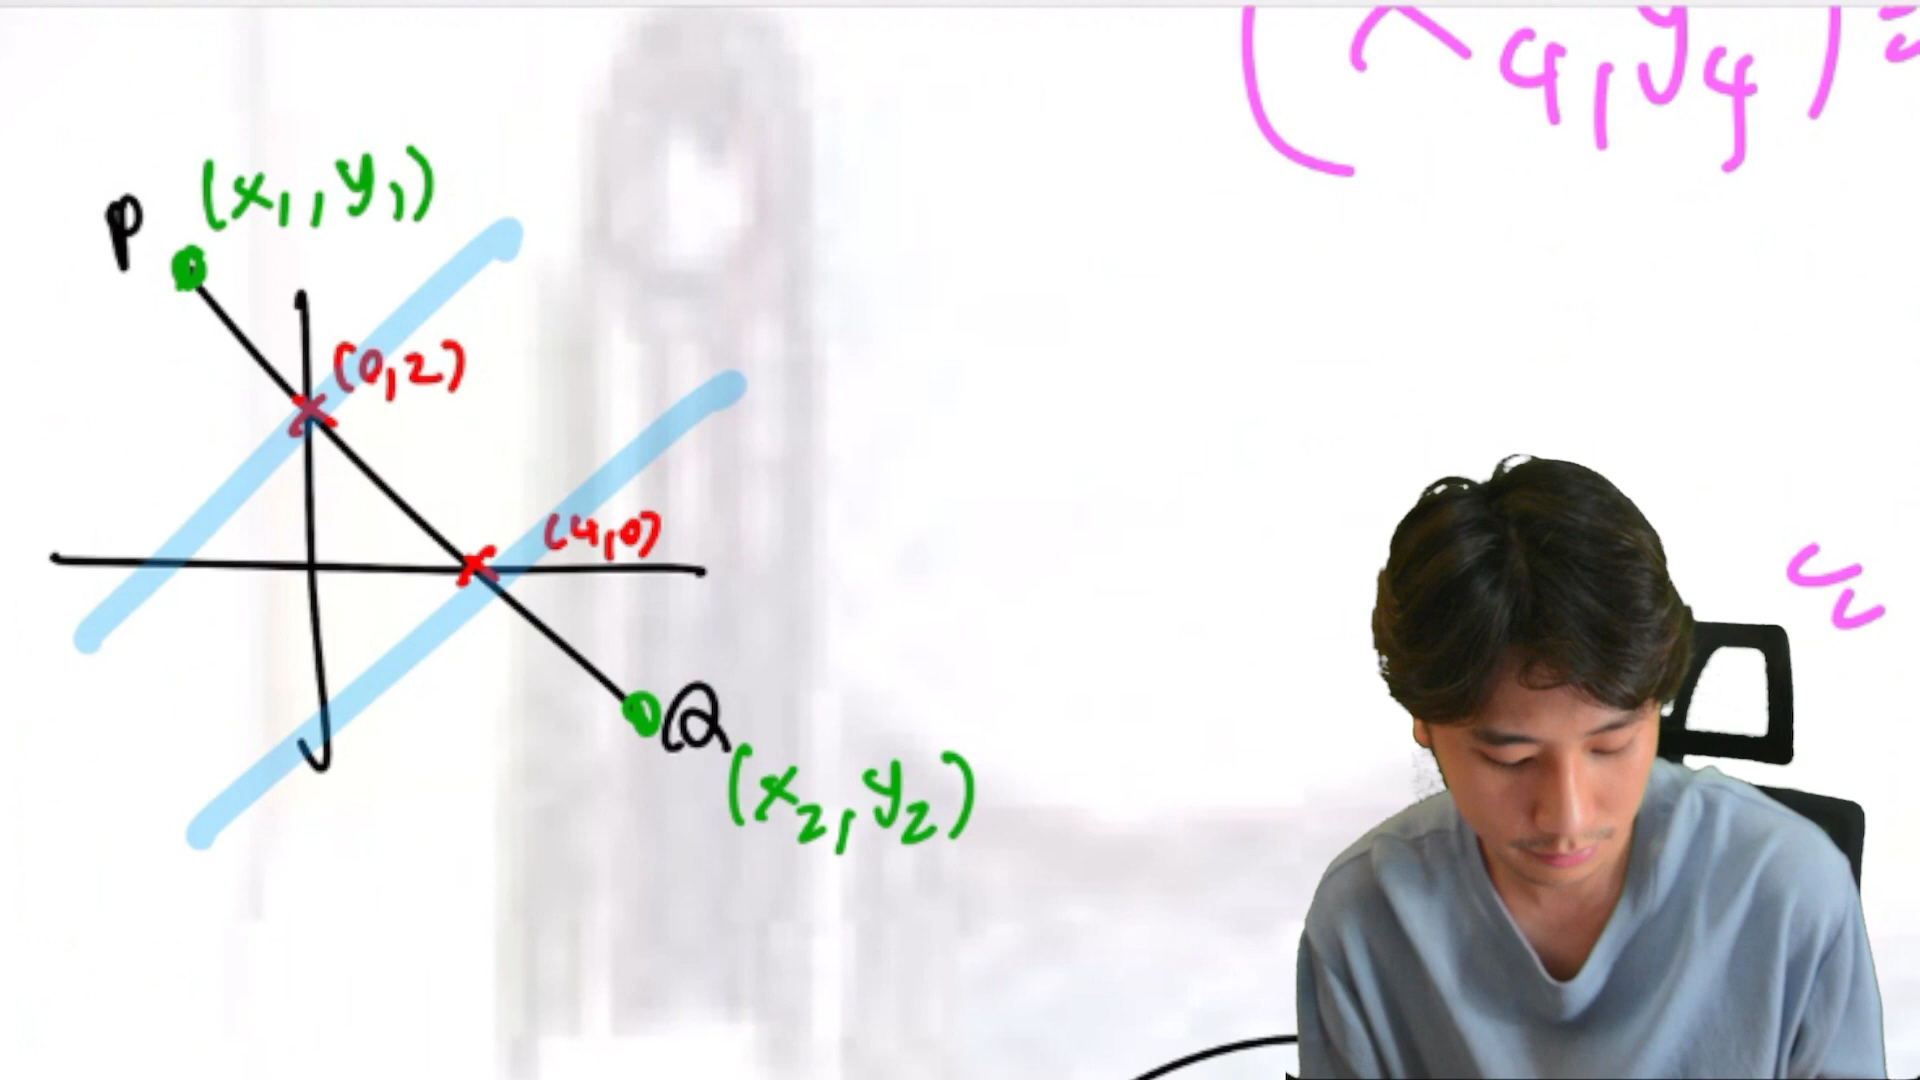 (x₄, y₄)
P (x₁, y₁)
(0,2)
(4,0)
Q
(x₂, y₂)